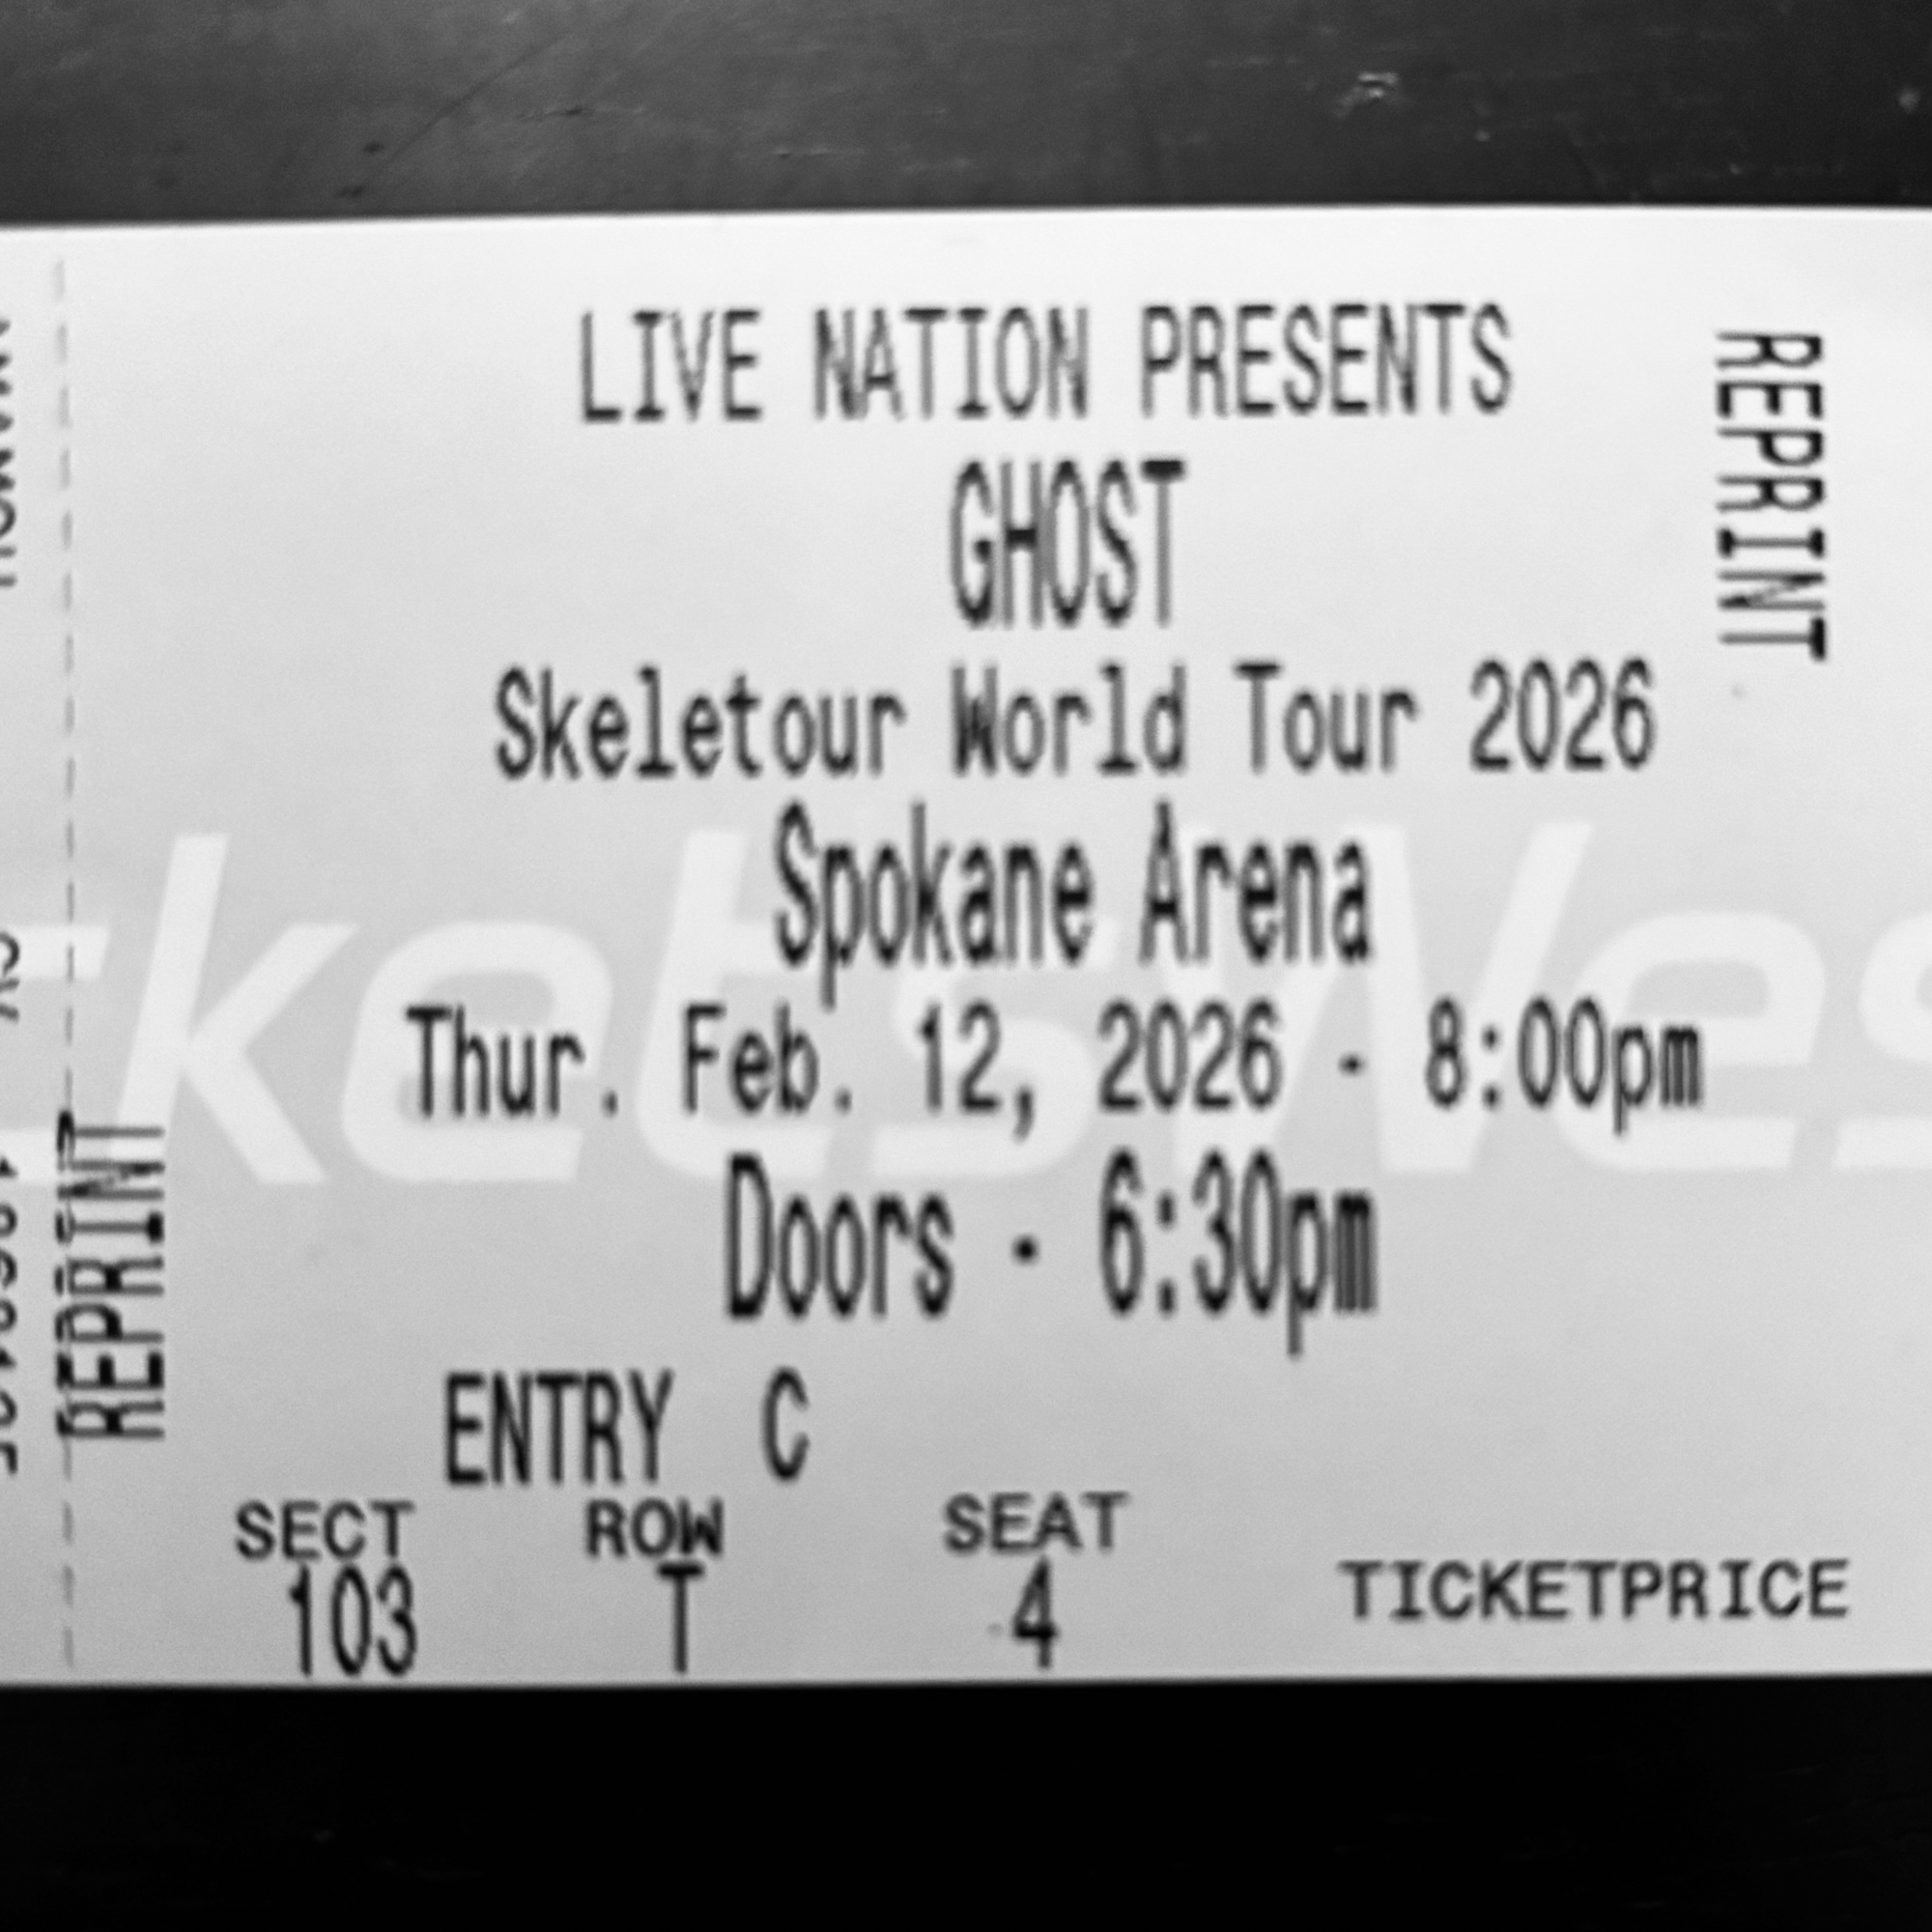 LIVE NATION PRESENTS
GHOST
Skeletour World Tour 2026
Spokane Arena
Thur. Feb. 12, 2026 - 8:00pm
Doors - 6:30pm
ENTRY C
SECT ROW SEAT
103 T 4
TICKETPRICE
REPRINT
REPRINT
ketsWes